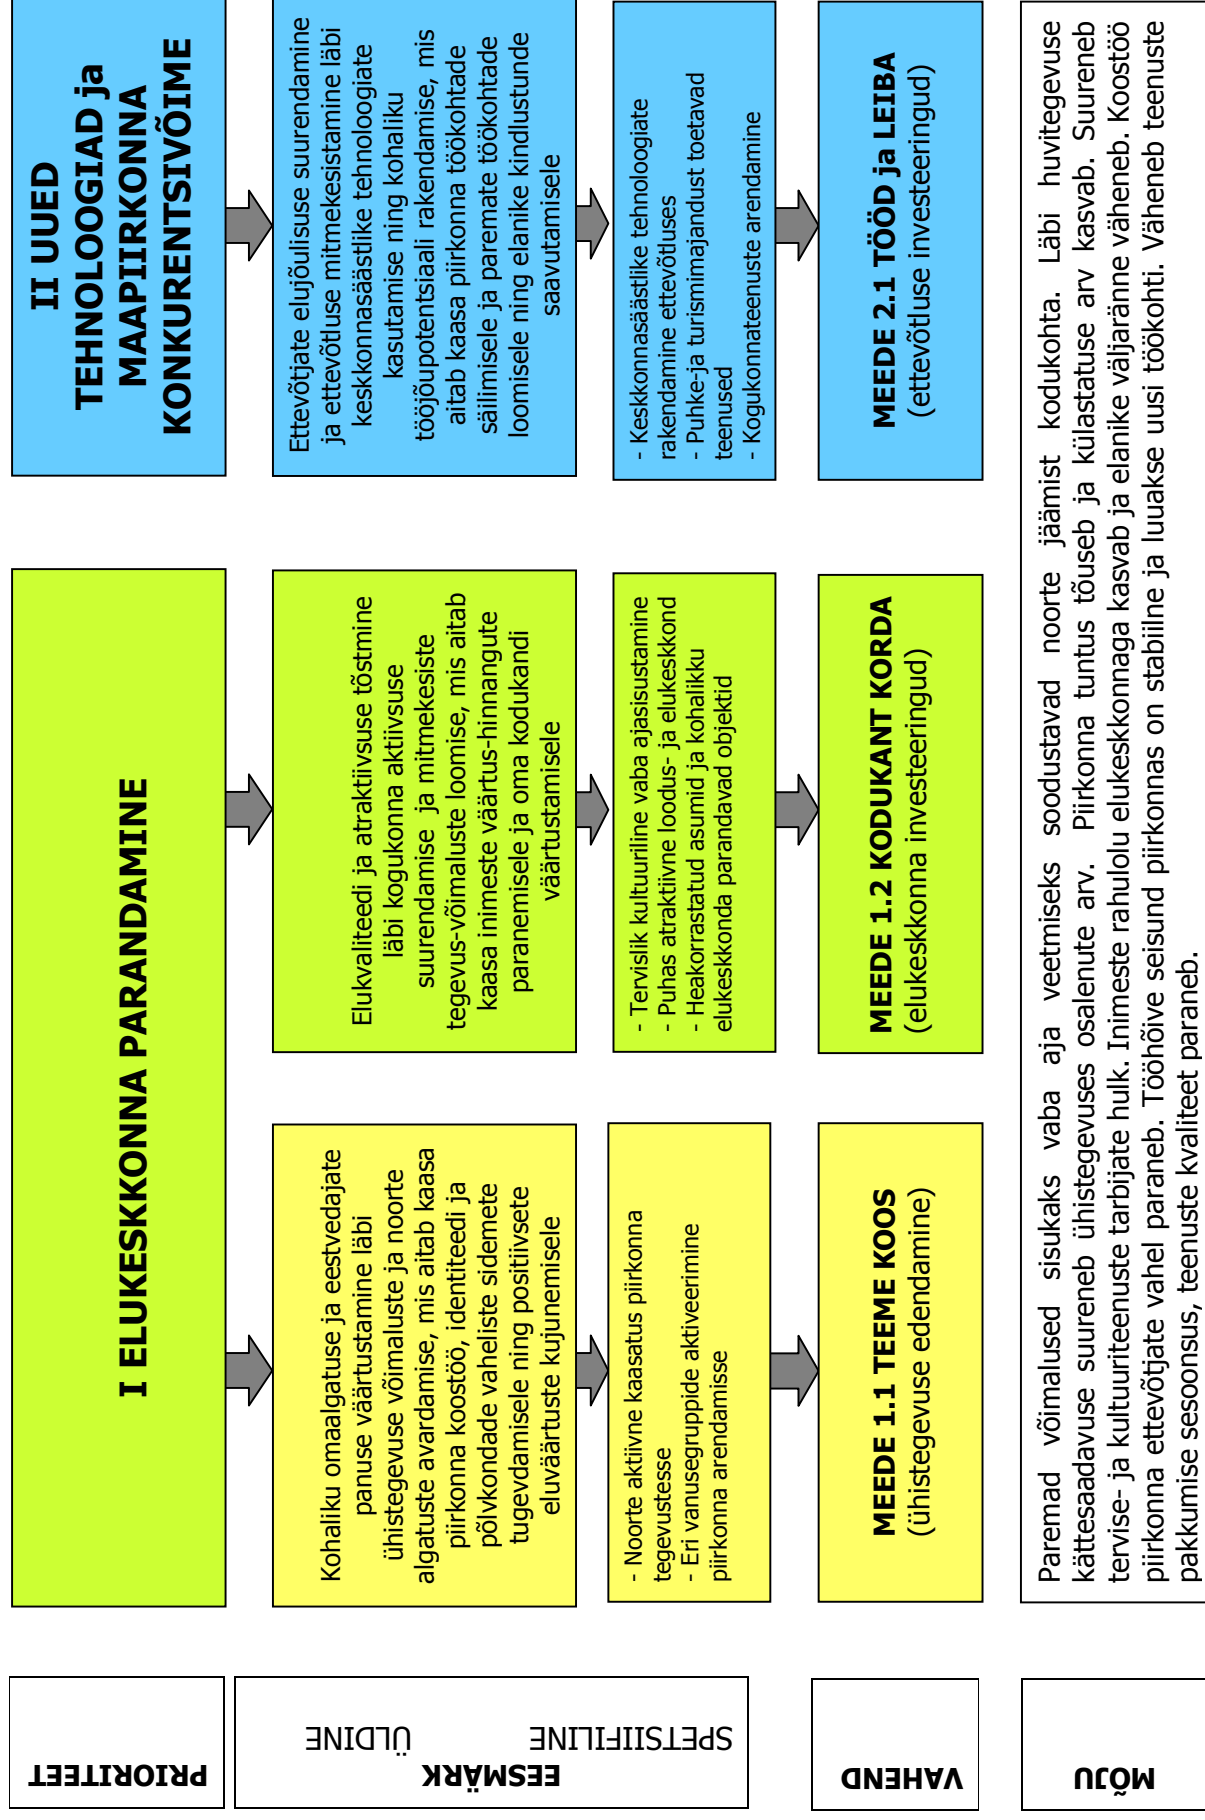 PRIORITEET
I ELUKESKKONNA PARANDAMINE
II UUED
TEHNOLOOGIAD ja
MAAPIIRKONNA
KONKURENTSIVÕIME
EESMÄRK
ÜLDINE
SPETSIIFILINE
Kohaliku omaalgatuse ja eestvedajate
panuse väärtustamine läbi
ühistegevuse võimaluste ja noorte
algatuste avardamise, mis aitab kaasa
piirkonna koostöö, identiteedi ja
põlvkondade vaheliste sidemete
tugevdamisele ning positiivsete
eluväärtuste kujunemisele
Elukvaliteedi ja atraktiivsuse tõstmine
läbi kogukonna aktiivsuse
suurendamise ja mitmekesiste
tegevus-võimaluste loomise, mis aitab
kaasa inimeste väärtus-hinnangute
paranemisele ja oma kodukandi
väärtustamisele
Ettevõtjate elujõulisuse suurendamine
ja ettevõtluse mitmekesistamine läbi
keskkonnasäästlike tehnoloogiate
kasutamise ning kohaliku
tööjõupotentsiaali rakendamise, mis
aitab kaasa piirkonna töökohtade
säilimisele ja paremate töökohtade
loomisele ning elanike kindlustunde
saavutamisele
- Noorte aktiivne kaasatus piirkonna
tegevustesse
- Eri vanusegruppide aktiveerimine
piirkonna arendamisse
- Tervislik kultuuriline vaba ajasisustamine
- Puhas atraktiivne loodus- ja elukeskkond
- Heakorrastatud asumid ja kohalikku
elukeskkonda parandavad objektid
- Keskkonnasäästlike tehnoloogiate
rakendamine ettevõtluses
- Puhke-ja turismimajandust toetavad
teenused
- Kogukonnateenuste arendamine
VAHEND
MEEDE 1.1 TEEME KOOS
(ühistegevuse edendamine)
MEEDE 1.2 KODUKANT KORDA
(elukeskkonna investeeringud)
MEEDE 2.1 TÖÖD ja LEIBA
(ettevõtluse investeeringud)
MÕJU
Paremad võimalused sisukaks vaba aja veetmiseks soodustavad noorte jäämist kodukohta. Läbi huvitegevuse
kättesaadavuse suureneb ühistegevuses osalenute arv. Piirkonna tuntus tõuseb ja külastatuse arv kasvab. Suureneb
tervise- ja kultuuriteenuste tarbijate hulk. Inimeste rahulolu elukeskkonnaga kasvab ja elanike väljaränne väheneb. Koostöö
piirkonna ettevõtjate vahel paraneb. Tööhõive seisund piirkonnas on stabiilne ja luuakse uusi töökohti. Väheneb teenuste
pakkumise sesoonsus, teenuste kvaliteet paraneb.